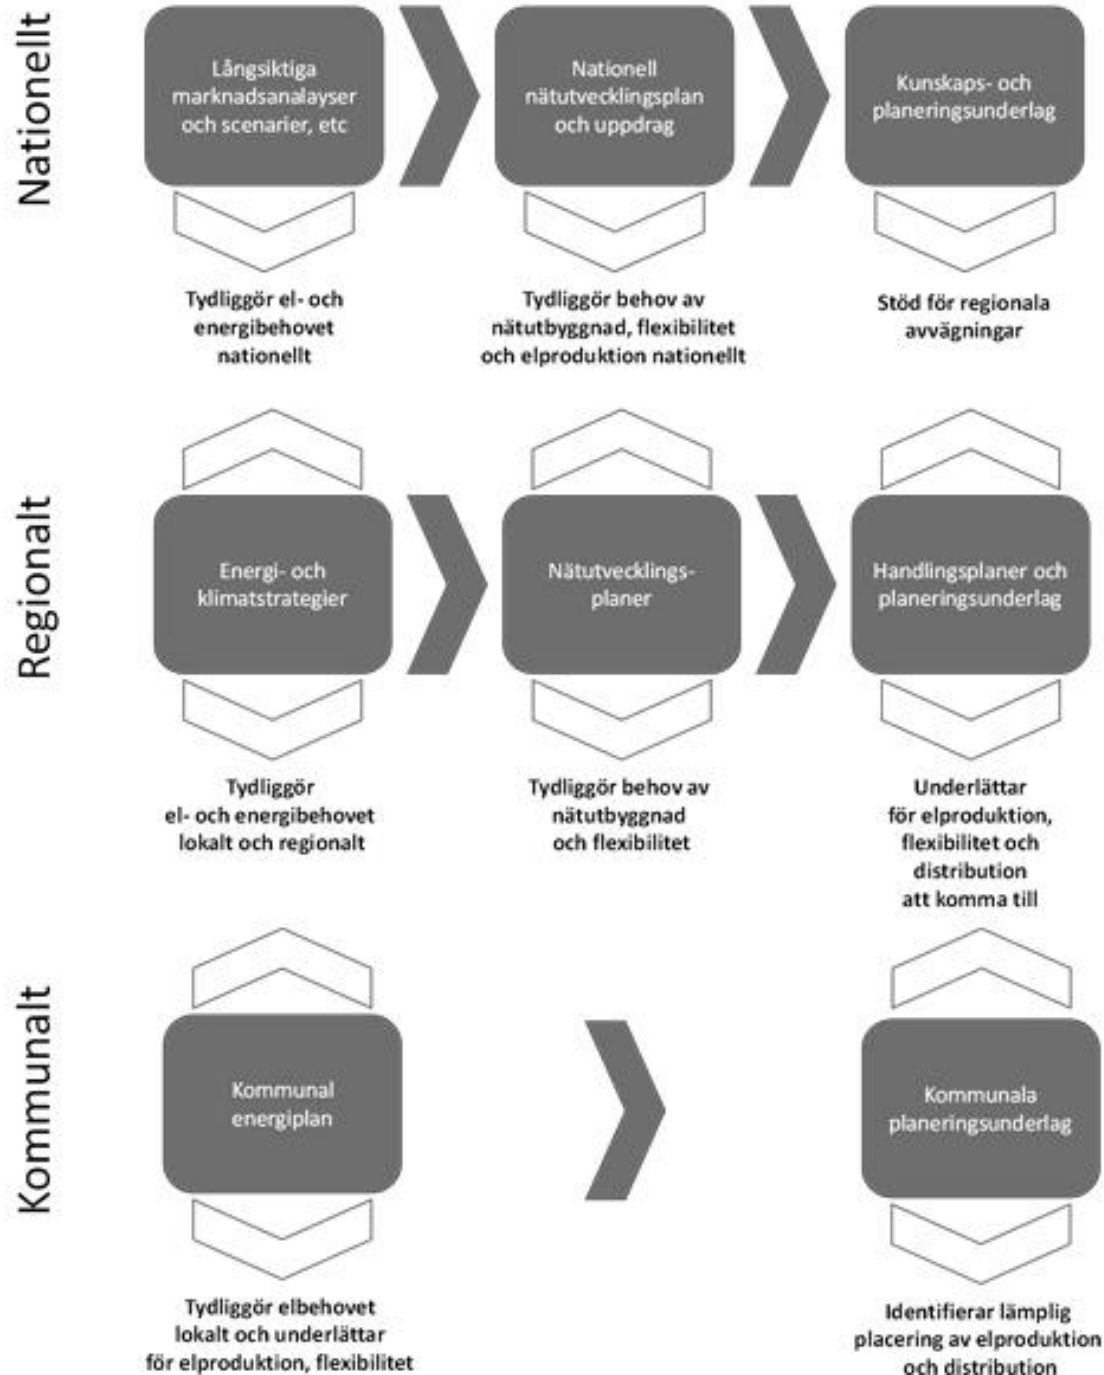 Nationellt
Långsiktiga
marknadsanalayser
och scenarier, etc
Nationell
nätutvecklingsplan
och uppdrag
Kunskaps- och
planeringsunderlag
Tydliggör el- och
energibehovet
nationellt
Tydliggör behov av
nätutbyggnad, flexibilitet
och elproduktion nationellt
Stöd för regionala
avvägningar
Regionalt
Energi- och
klimatstrategier
Nätutvecklings-
planer
Handlingsplaner och
planeringsunderlag
Tydliggör
el- och energibehovet
lokalt och regionalt
Tydliggör behov av
nätutbyggnad
och flexibilitet
Underlättar
för elproduktion,
flexibilitet och
distribution
att komma till
Kommunalt
Kommunal
energiplan
Kommunala
planeringsunderlag
Tydliggör elbehovet
lokalt och underlättar
för elproduktion, flexibilitet
Identifierar lämplig
placering av elproduktion
och distribution